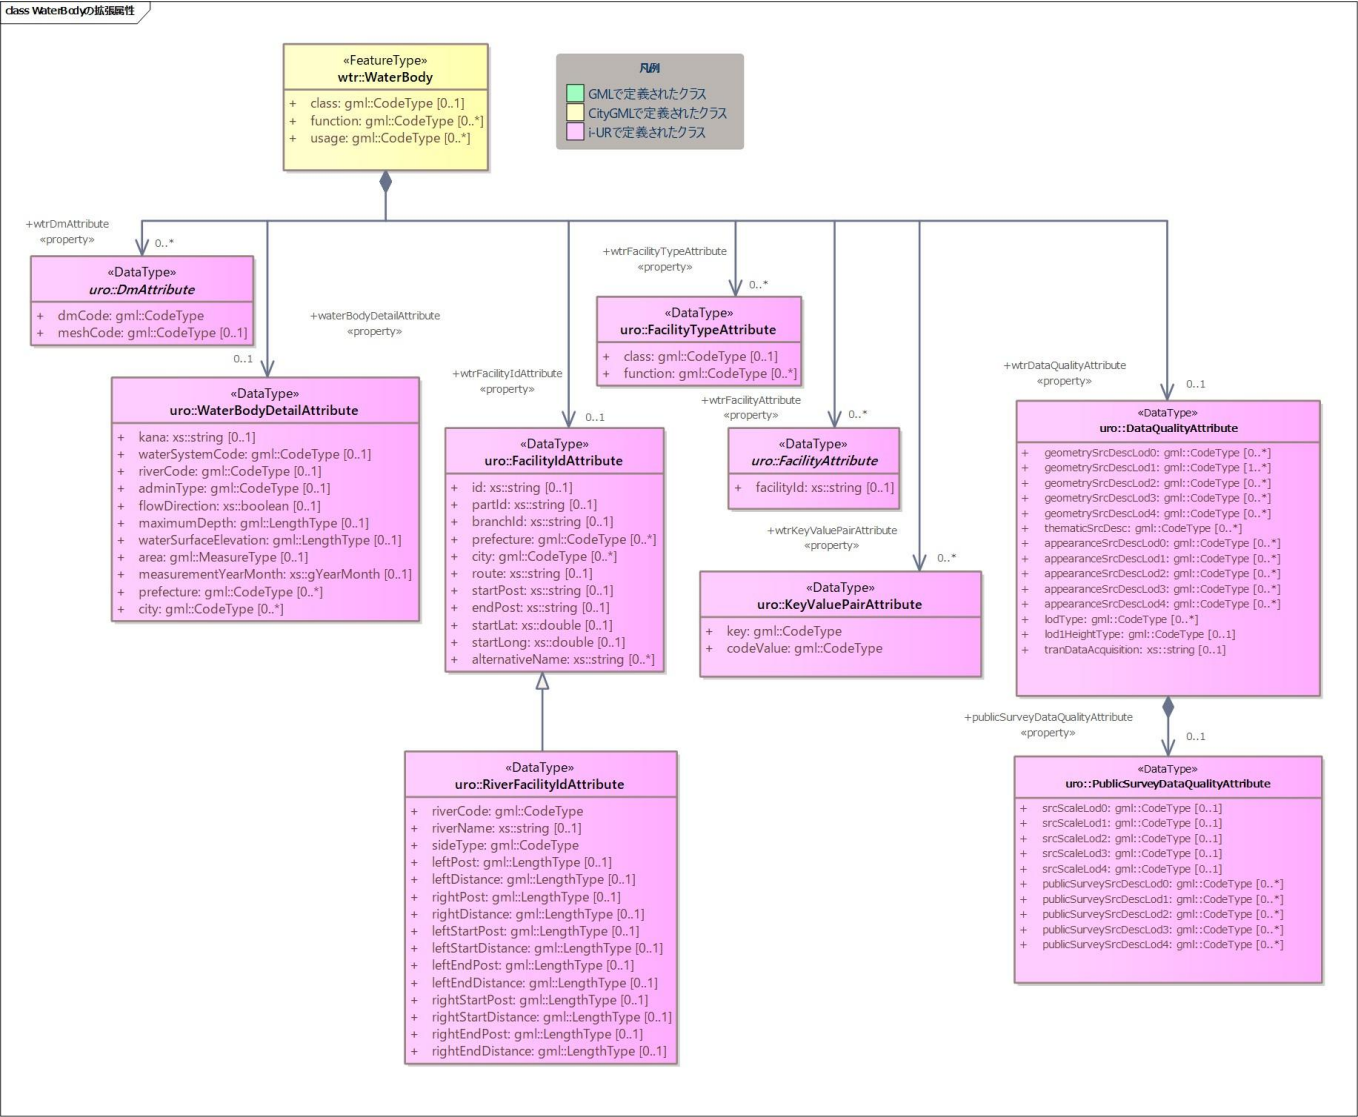 class WaterBodyの拡張属性
«FeatureType»
wtr::WaterBody
+ class: gml::CodeType [0..1]
+ function: gml::CodeType [0..*]
+ usage: gml::CodeType [0..*]
凡例
GMLで定義されたクラス
CityGMLで定義されたクラス
i-URで定義されたクラス
+wtrDmAttribute
«property»
0..*
«DataType»
uro::DmAttribute
+ dmCode: gml::CodeType
+ meshCode: gml::CodeType [0..1]
+waterBodyDetailAttribute
«property»
0..1
«DataType»
uro::WaterBodyDetailAttribute
+ kana: xs::string [0..1]
+ waterSystemCode: gml::CodeType [0..1]
+ riverCode: gml::CodeType [0..1]
+ adminType: gml::CodeType [0..1]
+ flowDirection: xs::boolean [0..1]
+ maximumDepth: gml::LengthType [0..1]
+ waterSurfaceElevation: gml::LengthType [0..1]
+ area: gml::MeasureType [0..1]
+ measurementYearMonth: xs::gYearMonth [0..1]
+ prefecture: gml::CodeType [0..*]
+ city: gml::CodeType [0..*]
+wtrFacilityIdAttribute
«property»
0..1
«DataType»
uro::FacilityIdAttribute
+ id: xs::string [0..1]
+ partId: xs::string [0..1]
+ branchId: xs::string [0..1]
+ prefecture: gml::CodeType [0..*]
+ city: gml::CodeType [0..*]
+ route: xs::string [0..1]
+ startPost: xs::string [0..1]
+ endPost: xs::string [0..1]
+ startLat: xs::double [0..1]
+ startLong: xs::double [0..1]
+ alternativeName: xs::string [0..*]
«DataType»
uro::RiverFacilityIdAttribute
+ riverCode: gml::CodeType
+ riverName: xs::string [0..1]
+ sideType: gml::CodeType
+ leftPost: gml::LengthType [0..1]
+ leftDistance: gml::LengthType [0..1]
+ rightPost: gml::LengthType [0..1]
+ rightDistance: gml::LengthType [0..1]
+ leftStartPost: gml::LengthType [0..1]
+ leftStartDistance: gml::LengthType [0..1]
+ leftEndPost: gml::LengthType [0..1]
+ leftEndDistance: gml::LengthType [0..1]
+ rightStartPost: gml::LengthType [0..1]
+ rightStartDistance: gml::LengthType [0..1]
+ rightEndPost: gml::LengthType [0..1]
+ rightEndDistance: gml::LengthType [0..1]
+wtrFacilityTypeAttribute
«property»
0..*
«DataType»
uro::FacilityTypeAttribute
+ class: gml::CodeType [0..1]
+ function: gml::CodeType [0..*]
+wtrFacilityAttribute
«property»
0..*
«DataType»
uro::FacilityAttribute
+ facilityId: xs::string [0..1]
+wtrKeyValuePairAttribute
«property»
0..*
«DataType»
uro::KeyValuePairAttribute
+ key: gml::CodeType
+ codeValue: gml::CodeType
+wtrDataQualityAttribute
«property»
0..1
«DataType»
uro::DataQualityAttribute
+ geometrySrcDescLod0: gml::CodeType [0..*]
+ geometrySrcDescLod1: gml::CodeType [1..*]
+ geometrySrcDescLod2: gml::CodeType [0..*]
+ geometrySrcDescLod3: gml::CodeType [0..*]
+ geometrySrcDescLod4: gml::CodeType [0..*]
+ thematicSrcDesc: gml::CodeType [0..*]
+ appearanceSrcDescLod0: gml::CodeType [0..*]
+ appearanceSrcDescLod1: gml::CodeType [0..*]
+ appearanceSrcDescLod2: gml::CodeType [0..*]
+ appearanceSrcDescLod3: gml::CodeType [0..*]
+ appearanceSrcDescLod4: gml::CodeType [0..*]
+ lodType: gml::CodeType [0..*]
+ lod1HeightType: gml::CodeType [0..1]
+ tranDataAcquisition: xs::string [0..1]
+publicSurveyDataQualityAttribute
«property»
0..1
«DataType»
uro::PublicSurveyDataQualityAttribute
+ srcScaleLod0: gml::CodeType [0..1]
+ srcScaleLod1: gml::CodeType [0..1]
+ srcScaleLod2: gml::CodeType [0..1]
+ srcScaleLod3: gml::CodeType [0..1]
+ srcScaleLod4: gml::CodeType [0..1]
+ publicSurveySrcDescLod0: gml::CodeType [0..*]
+ publicSurveySrcDescLod1: gml::CodeType [0..*]
+ publicSurveySrcDescLod2: gml::CodeType [0..*]
+ publicSurveySrcDescLod3: gml::CodeType [0..*]
+ publicSurveySrcDescLod4: gml::CodeType [0..*]